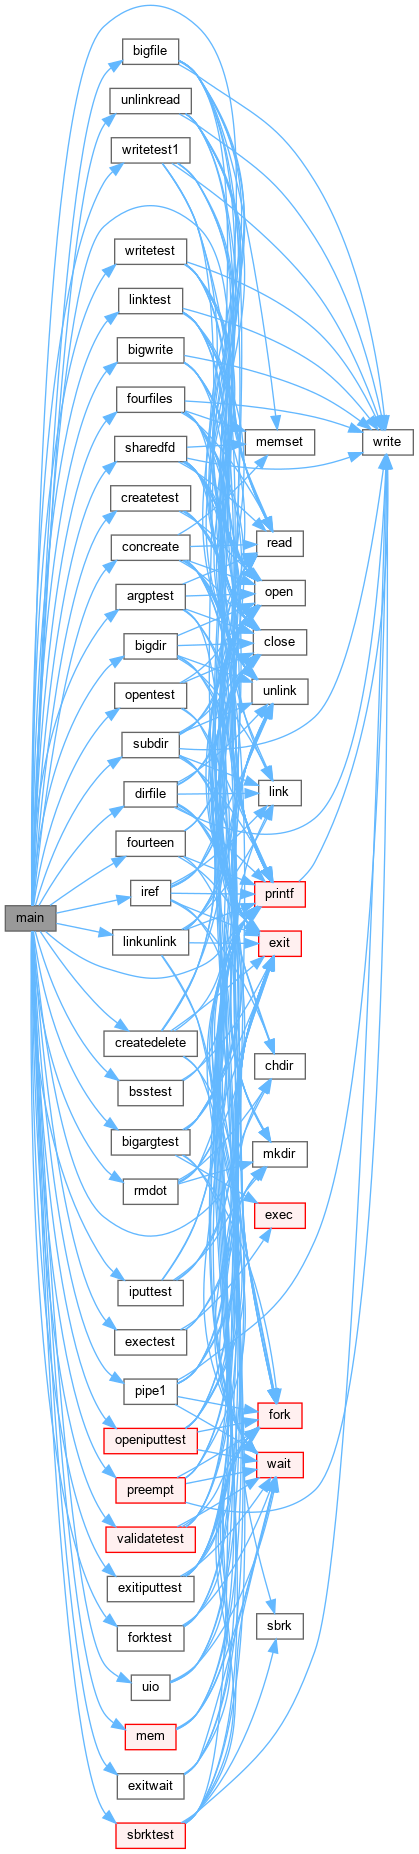 main
bigfile
unlinkread
writetest1
writetest
linktest
bigwrite
fourfiles
sharedfd
createtest
concreate
argptest
bigdir
opentest
subdir
dirfile
fourteen
iref
linkunlink
createdelete
bsstest
bigargtest
rmdot
iputtest
exectest
pipe1
openiputtest
preempt
validatetest
exitiputtest
forktest
uio
mem
exitwait
sbrktest
memset
read
open
close
unlink
link
printf
exit
chdir
mkdir
exec
fork
wait
sbrk
write